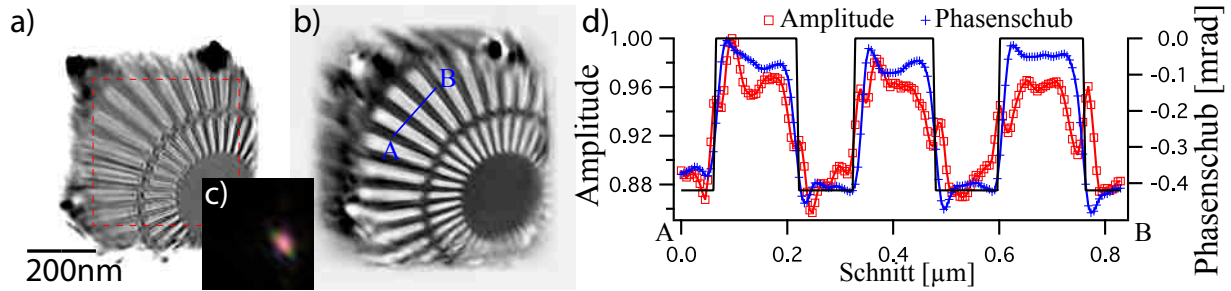 a)
200nm
c)
b)
B
A
d)
Amplitude
Phasenschub
Amplitude
1.00
0.96
0.92
0.88
0.0
-0.1
-0.2
-0.3
-0.4
Phasenschub [mrad]
A
B
0.0
0.2
0.4
0.6
0.8
Schnitt [µm]